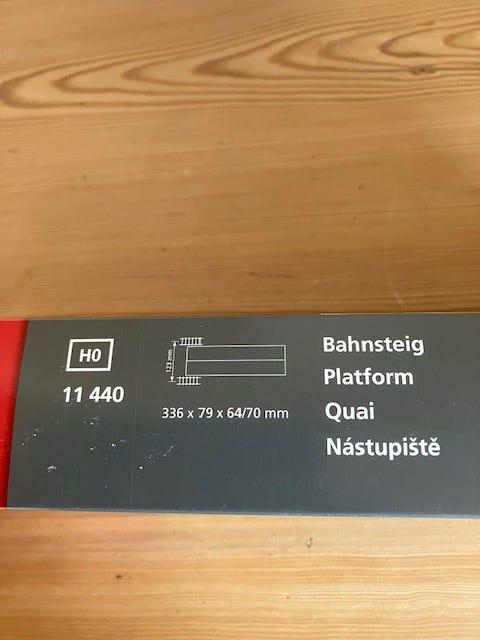 H0
11 440
123 mm
336 x 79 x 64/70 mm
Bahnsteig
Platform
Quai
Nástupiště